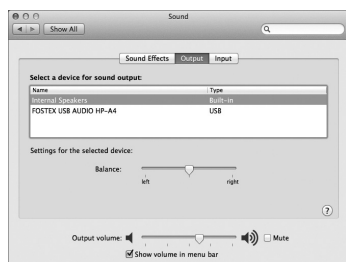 Sound
Show All
Sound Effects Output Input
Select a device for sound output:
Name Type
Internal Speakers Built-in
FOSTEX USB AUDIO HP-A4 USB
Settings for the selected device:
Balance:
left right
?
Output volume: Mute
Show volume in menu bar